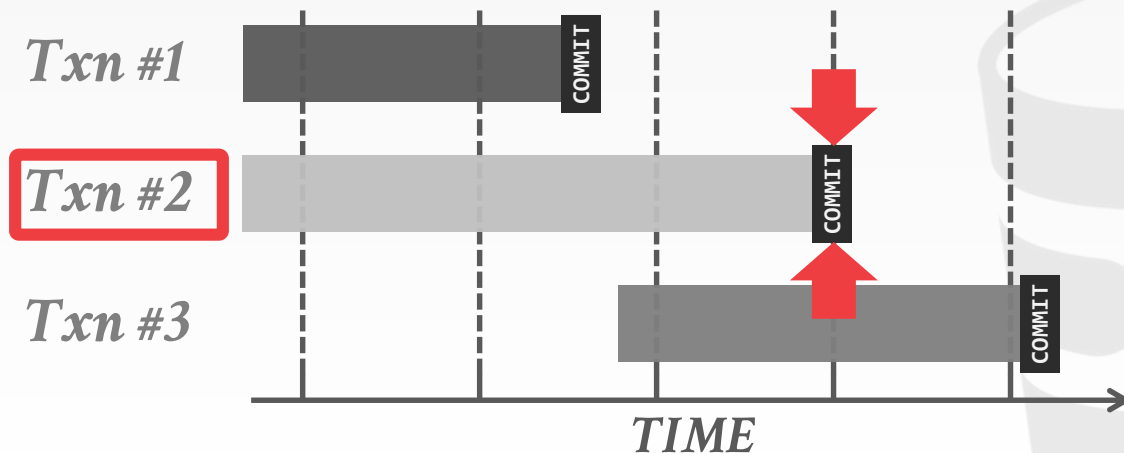 Txn #1
COMMIT
Txn #2
COMMIT
Txn #3
COMMIT
TIME